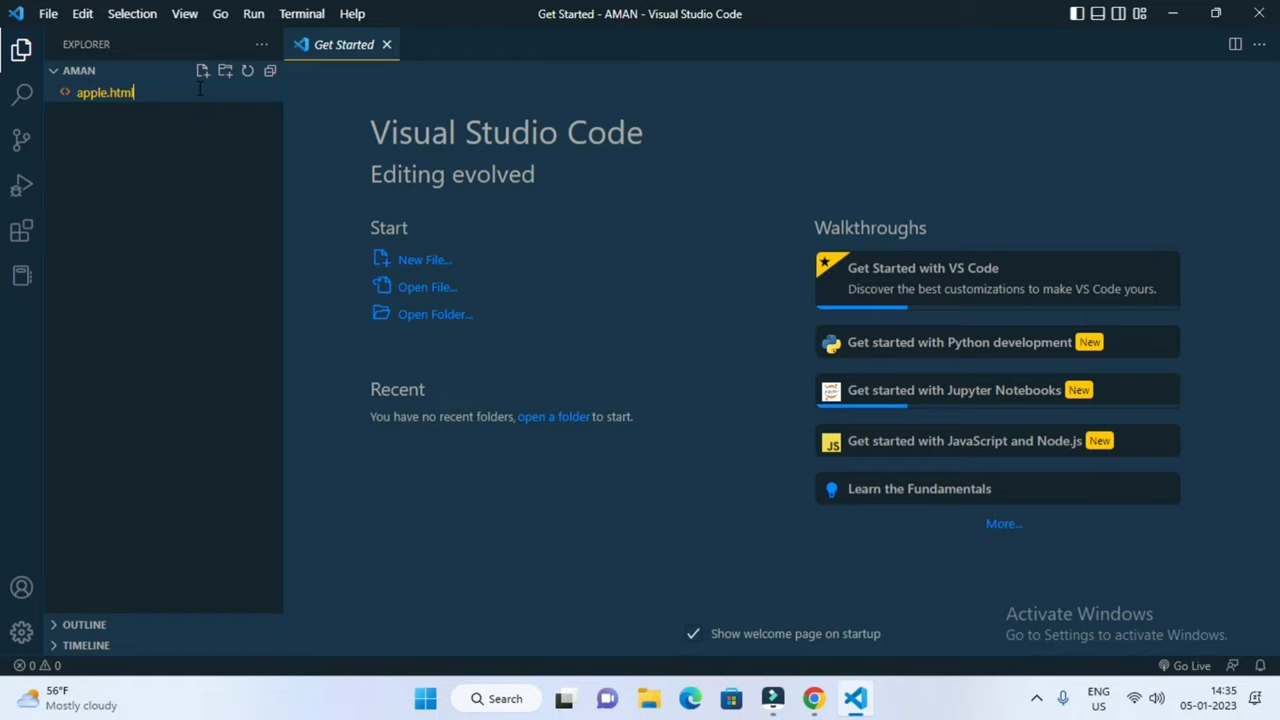 File Edit Selection View Go Run Terminal Help
Get Started - AMAN - Visual Studio Code
EXPLORER
Get Started
AMAN
apple.html
Visual Studio Code
Editing evolved
Start
New File...
Open File...
Open Folder...
Recent
You have no recent folders, open a folder to start.
Walkthroughs
Get Started with VS Code
Discover the best customizations to make VS Code yours.
Get started with Python development New
Get started with Jupyter Notebooks New
JS Get started with JavaScript and Node.js New
Learn the Fundamentals
More...
OUTLINE
TIMELINE
Show welcome page on startup
Activate Windows
Go to Settings to activate Windows.
0 0
Go Live
56°F
Mostly cloudy
Search
ENG
US
14:35
05-01-2023